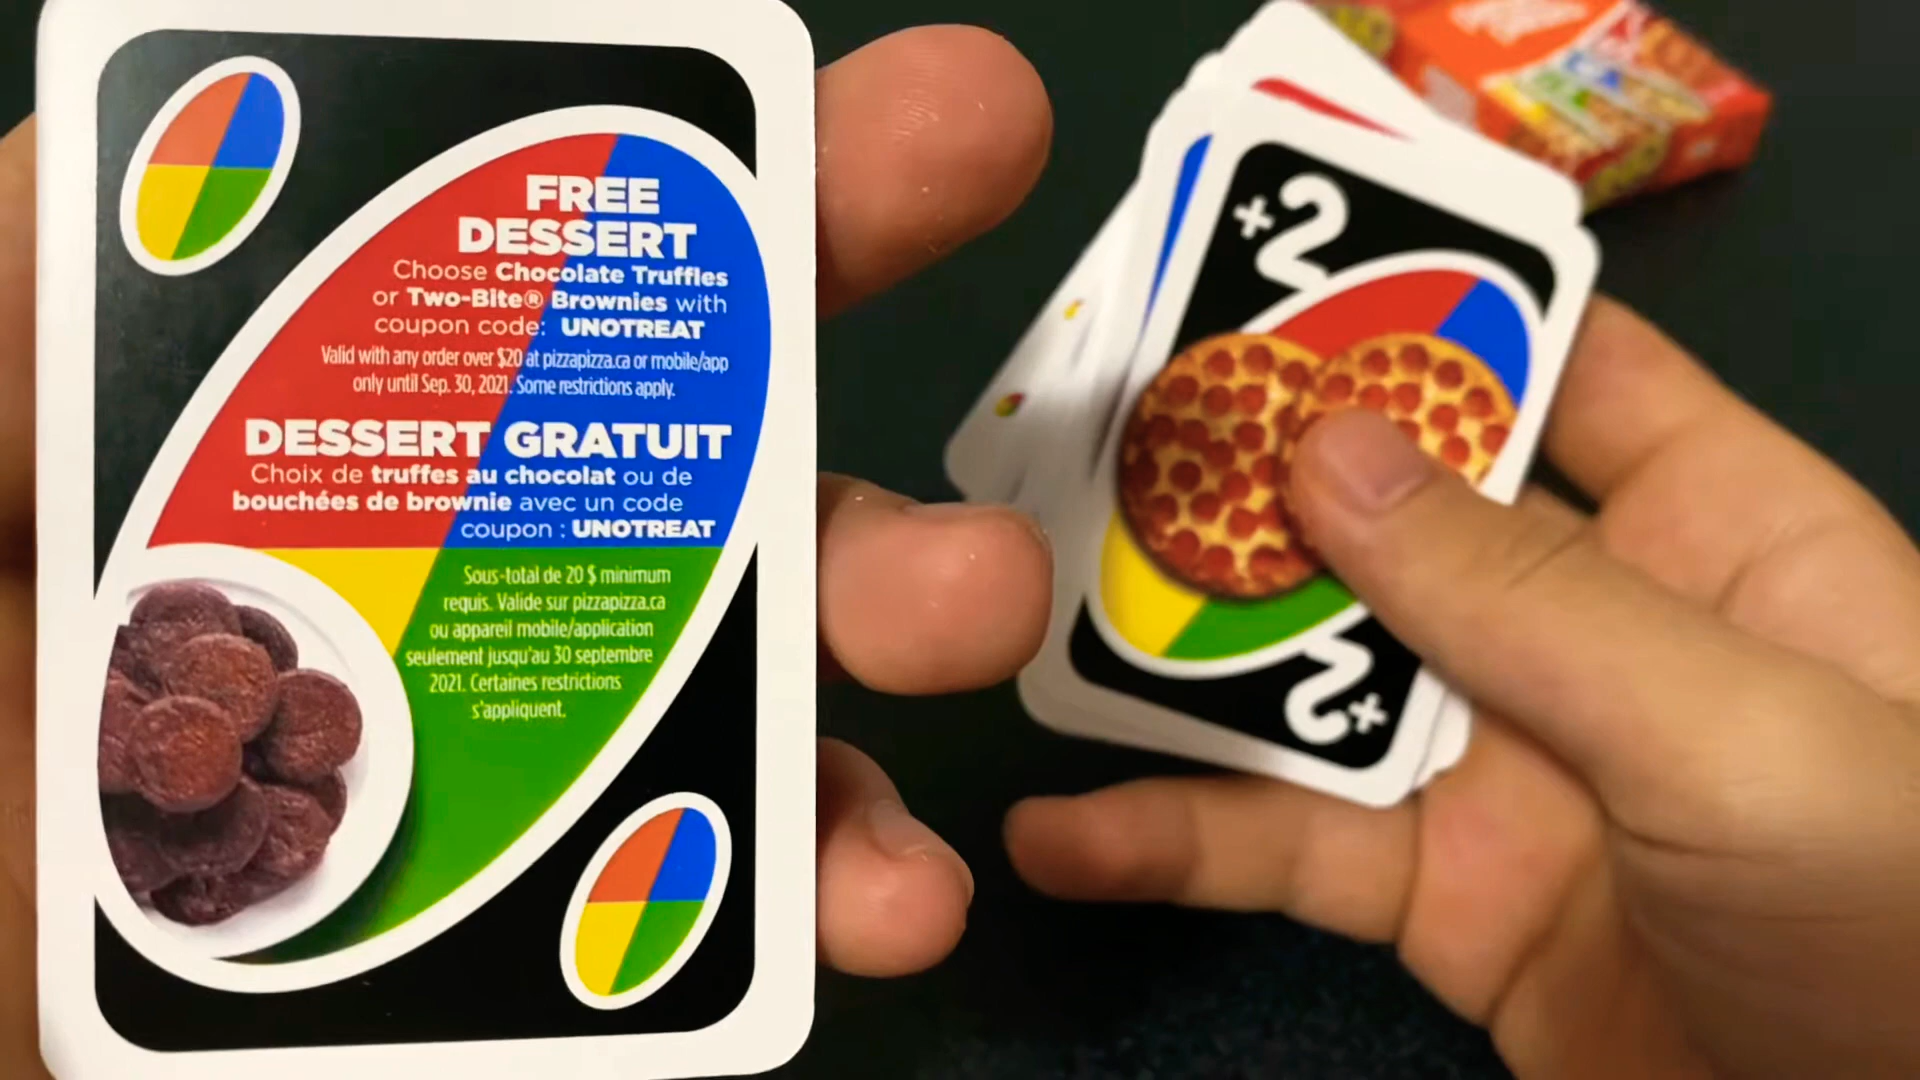 FREE
DESSERT
Choose Chocolate Truffles
or Two-Bite® Brownies with
coupon code: UNOTREAT
Valid with any order over $20 at pizzapizza.ca or mobile/app
only until Sep. 30, 2021. Some restrictions apply.
DESSERT GRATUIT
Choix de truffes au chocolat ou de
bouchées de brownie avec un code
coupon : UNOTREAT
Sous-total de 20 $ minimum
requis. Valide sur pizzapizza.ca
ou appareil mobile/application
seulement jusqu'au 30 septembre
2021. Certaines restrictions
s'appliquent.
x2
x2